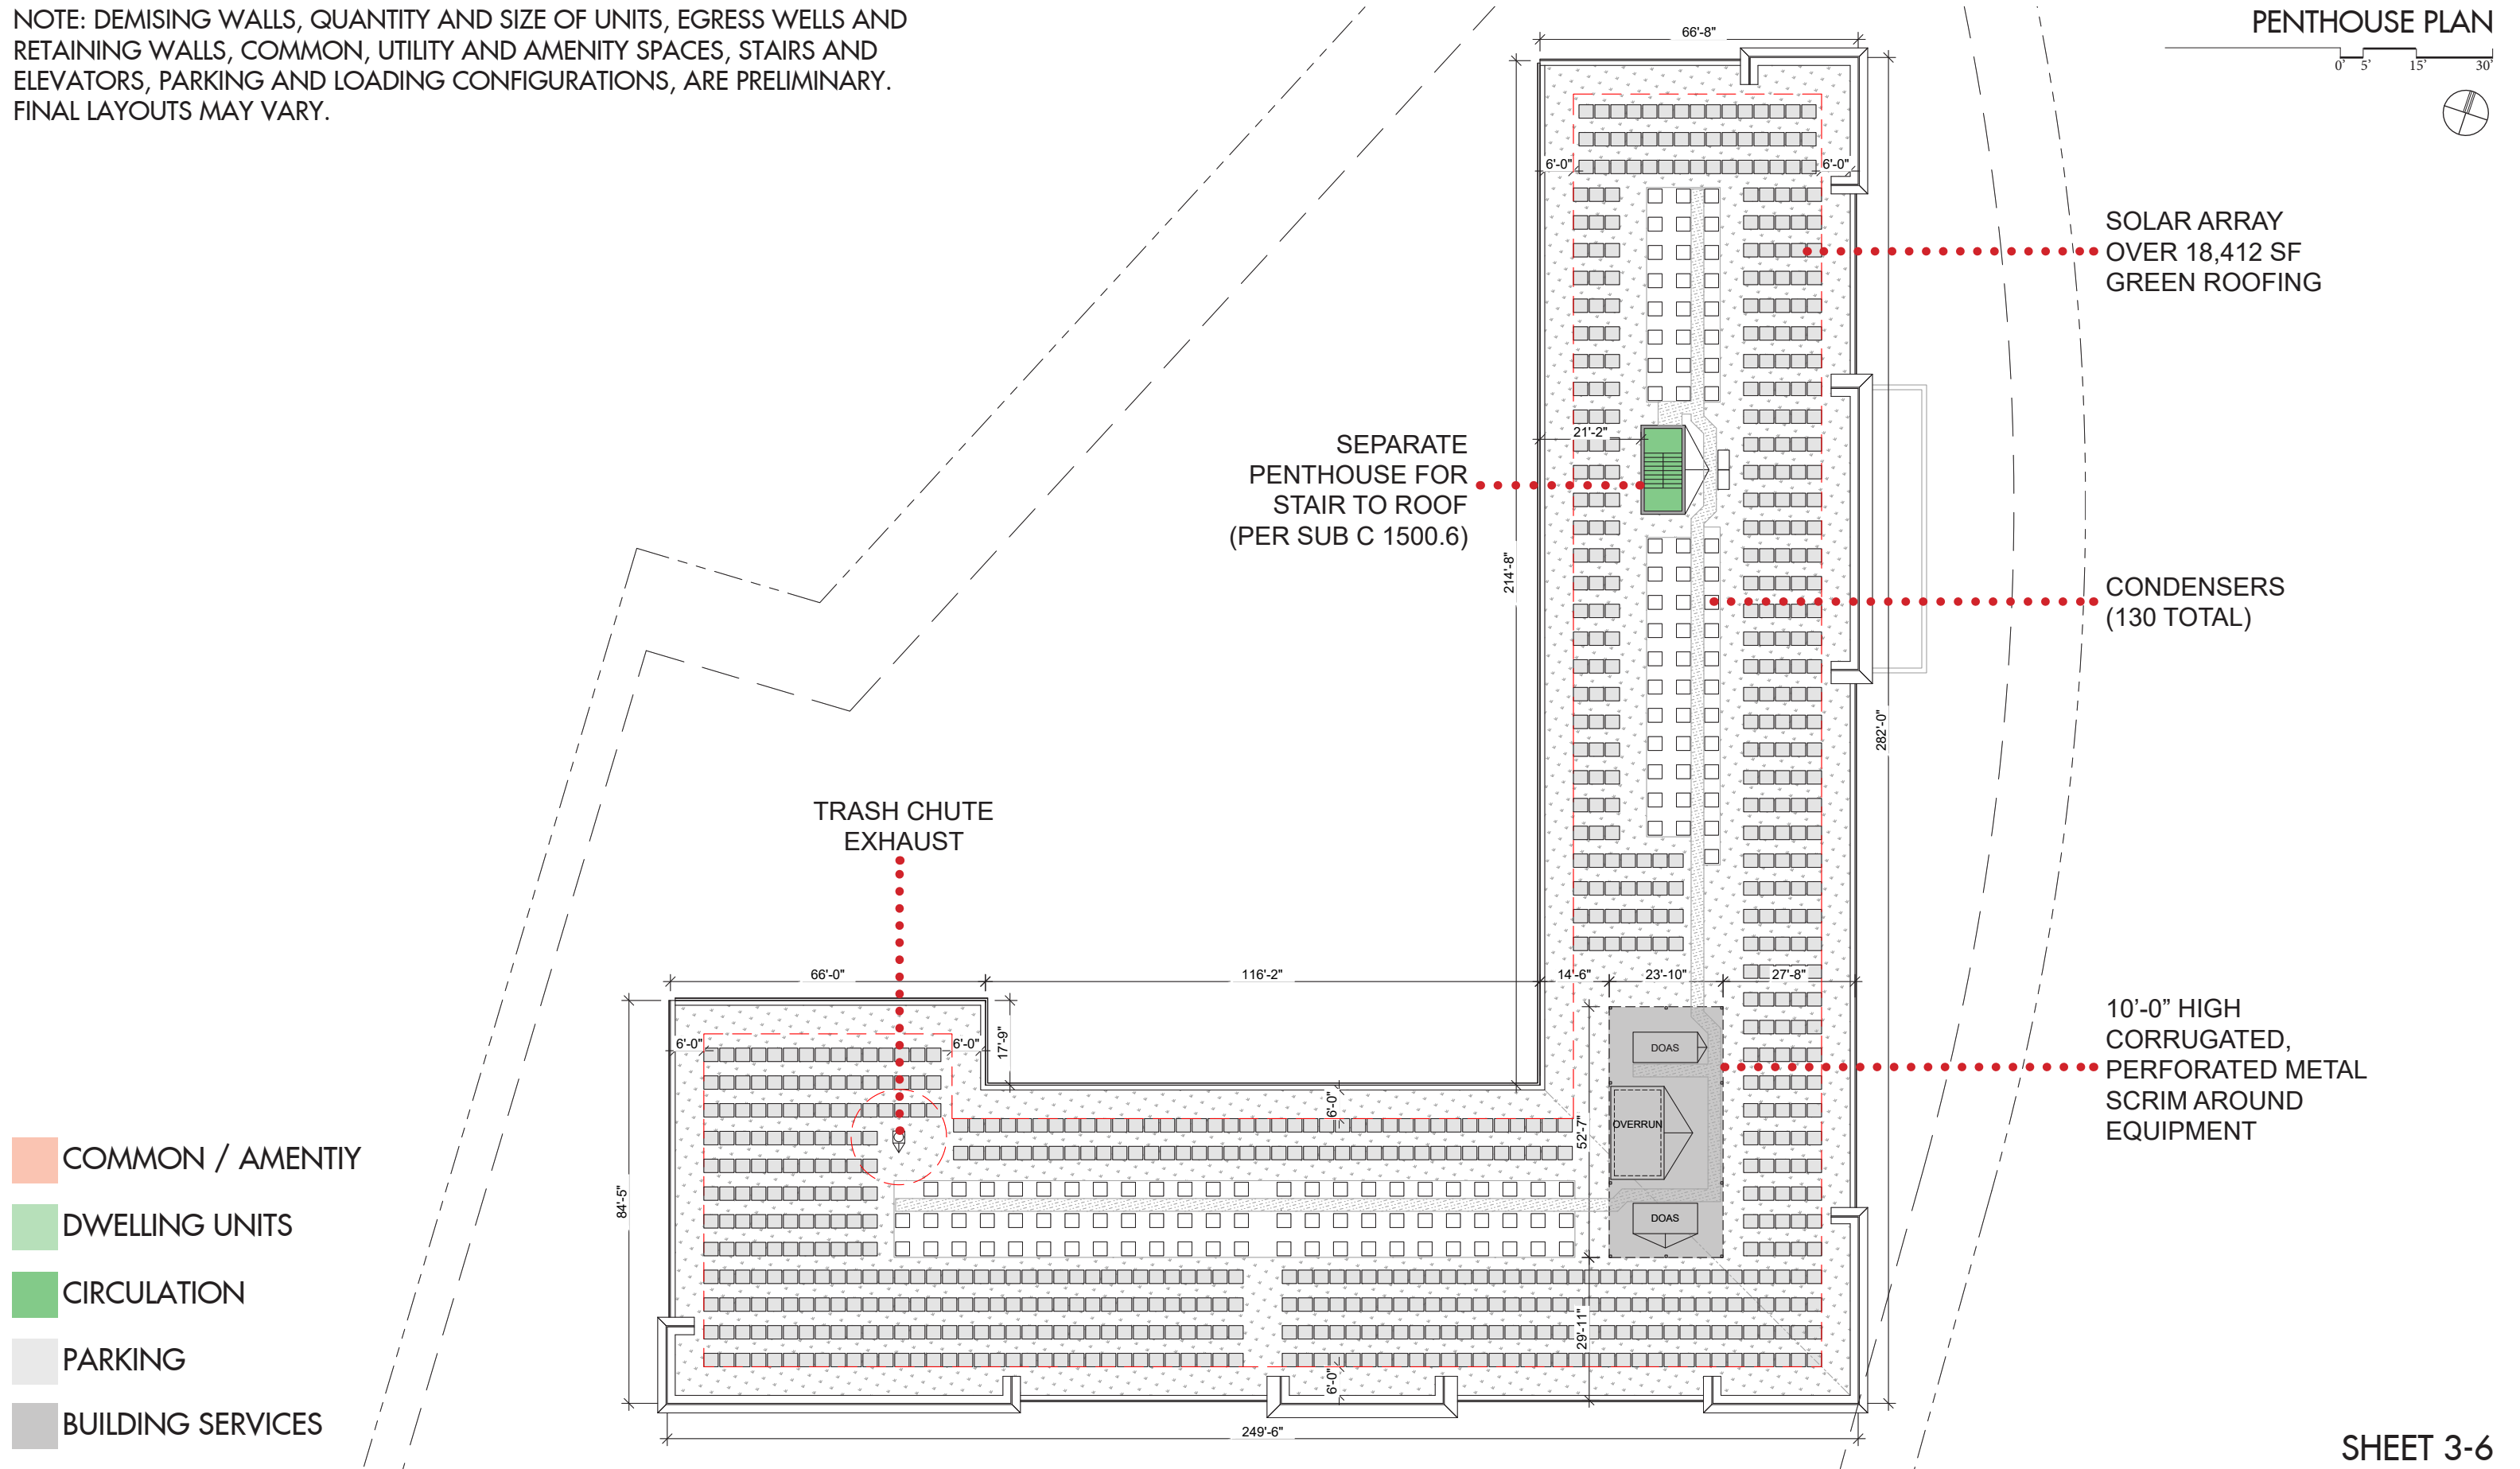 NOTE: DEMISING WALLS, QUANTITY AND SIZE OF UNITS, EGRESS WELLS AND
RETAINING WALLS, COMMON, UTILITY AND AMENITY SPACES, STAIRS AND
ELEVATORS, PARKING AND LOADING CONFIGURATIONS, ARE PRELIMINARY.
FINAL LAYOUTS MAY VARY.
PENTHOUSE PLAN
0' 5' 15' 30'
66'-8"
6'-0"
6'-0"
SOLAR ARRAY
OVER 18,412 SF
GREEN ROOFING
21'-2"
SEPARATE
PENTHOUSE FOR
STAIR TO ROOF
(PER SUB C 1500.6)
214'-8"
CONDENSERS
(130 TOTAL)
282'-0"
TRASH CHUTE
EXHAUST
66'-0"
116'-2"
14'-6"
23'-10"
27'-8"
6'-0"
6'-0"
17'-9"
10’-0” HIGH
CORRUGATED,
PERFORATED METAL
SCRIM AROUND
EQUIPMENT
DOAS
6'-0"
52'-7"
OVERRUN
84'-5"
DOAS
29'-11"
6'-0"
249'-6"
COMMON / AMENTIY
DWELLING UNITS
CIRCULATION
PARKING
BUILDING SERVICES
SHEET 3-6